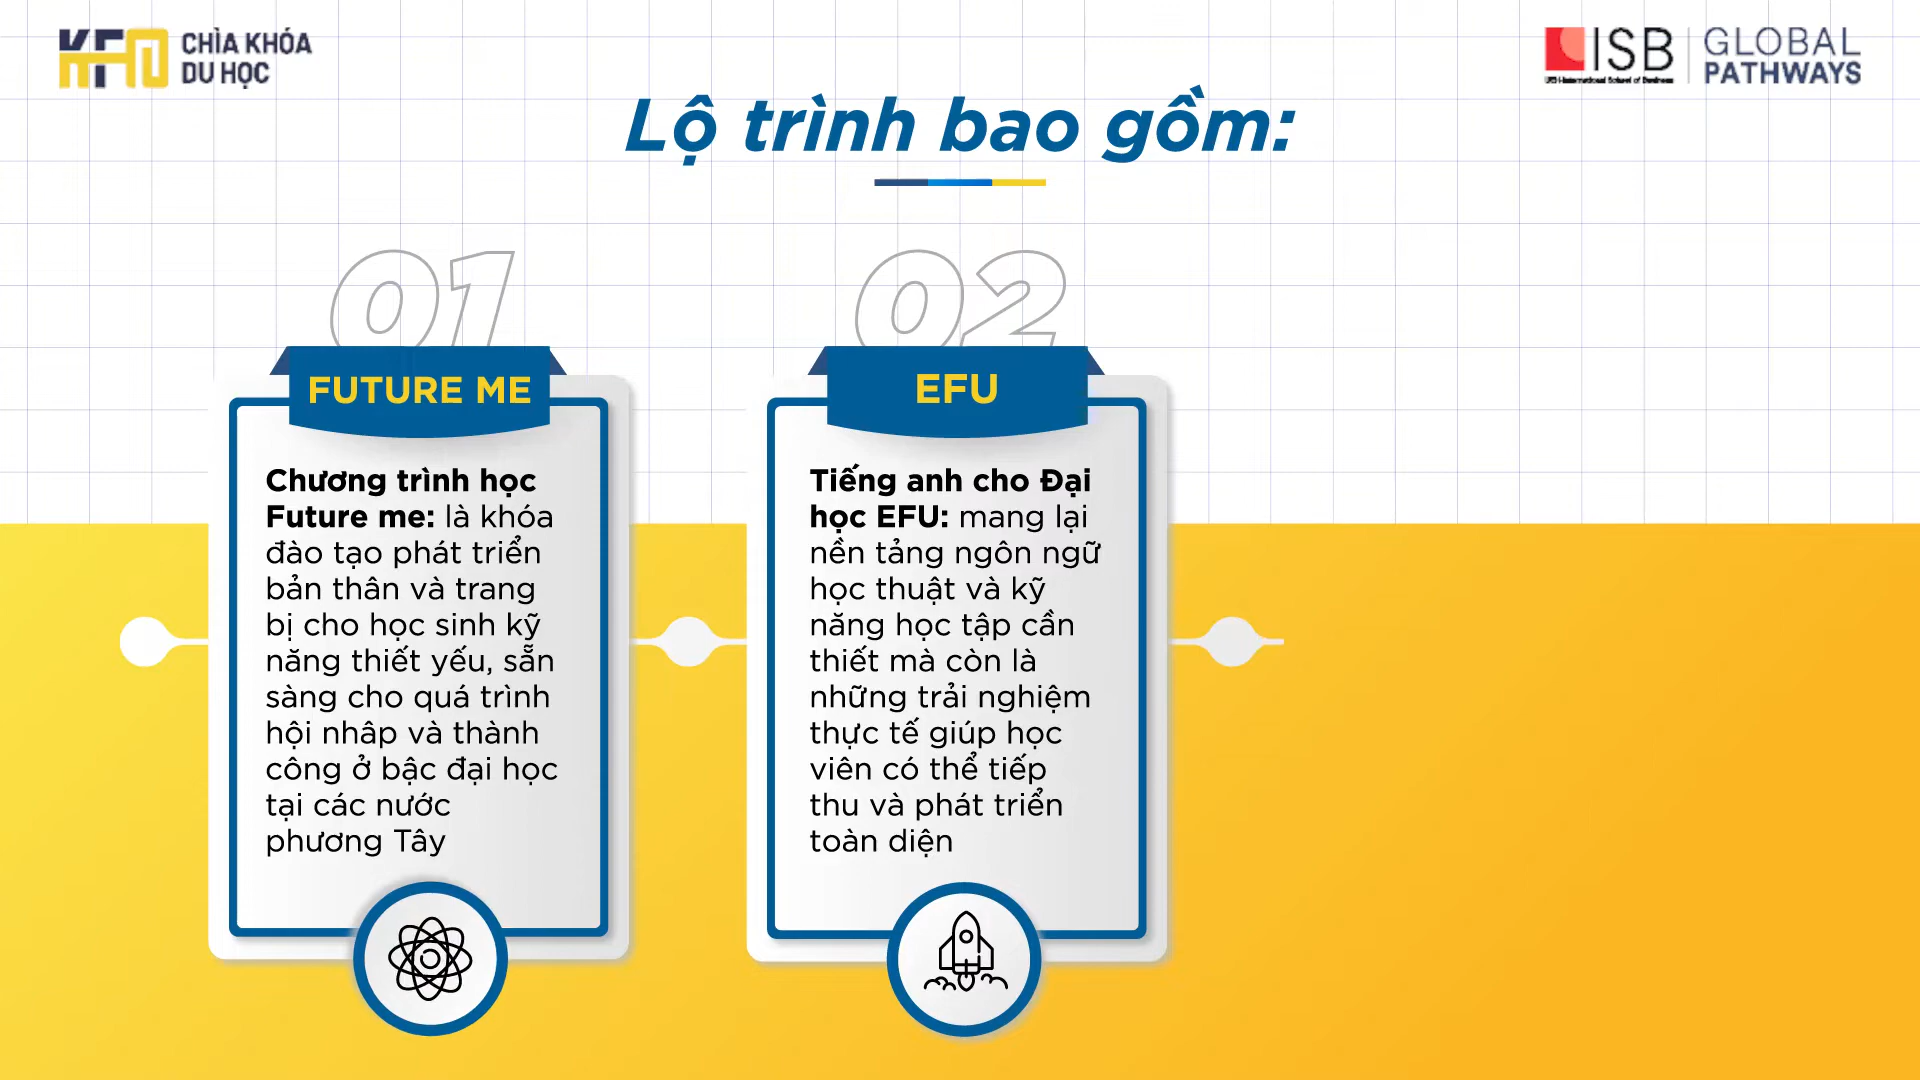 CHÌA KHÓA
DU HỌC
ISB
GLOBAL
PATHWAYS
Lộ trình bao gồm:
01
FUTURE ME
Chương trình học
Future me: là khóa
đào tạo phát triển
bản thân và trang
bị cho học sinh kỹ
năng thiết yếu, sẵn
sàng cho quá trình
hội nhâp và thành
công ở bậc đại học
tại các nước
phương Tây
02
EFU
Tiếng anh cho Đại
học EFU: mang lại
nền tảng ngôn ngữ
học thuật và kỹ
năng học tập cần
thiết mà còn là
những trải nghiệm
thực tế giúp học
viên có thể tiếp
thu và phát triển
toàn diện